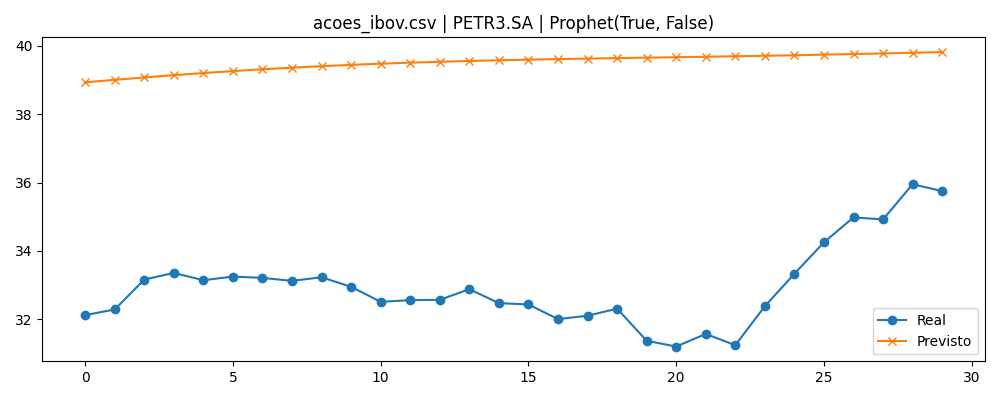 acoes_ibov.csv | PETR3.SA | Prophet(True, False)
40
38
36
34
32
0 5 10 15 20 25 30
Real
Previsto